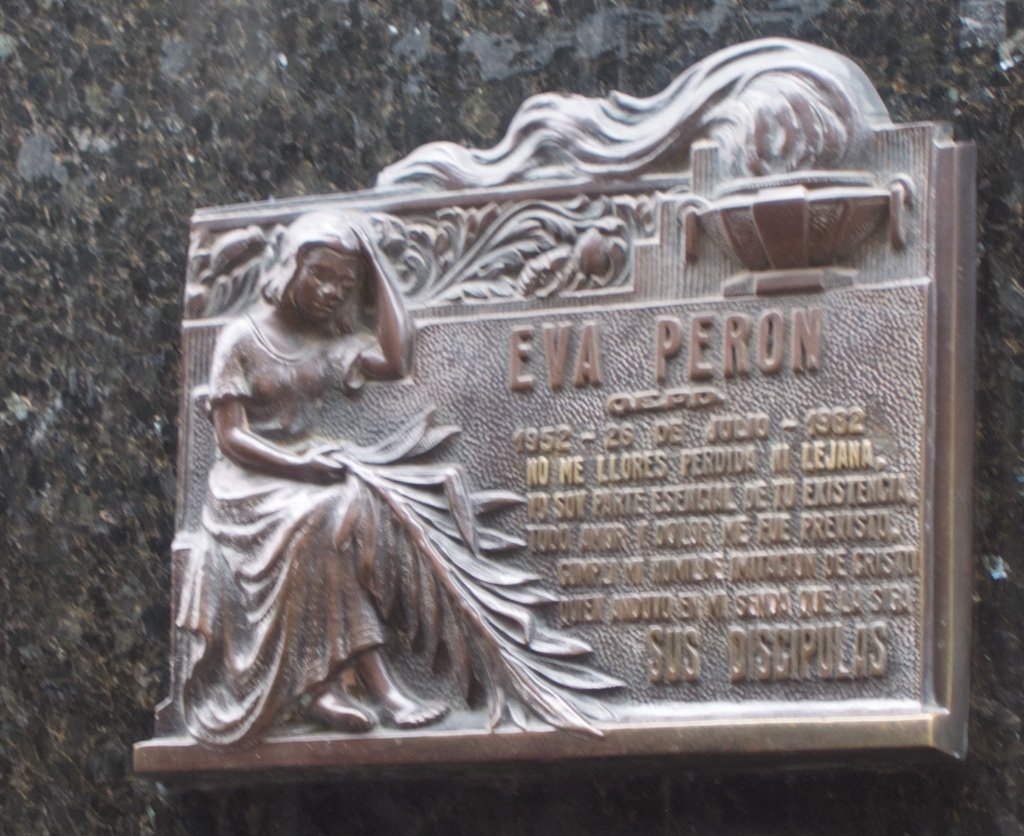 EVA PERON
Q.E.P.D.
1952 - 26 DE JULIO - 1982
NO ME LLORES PERDIDA NI LEJANA,
YO SOY PARTE ESENCIAL DE TU EXISTENCIA,
TODO AMOR Y DOLOR ME FUE PREVISTO,
CUMPLI MI HUMILDE IMITACION DE CRISTO
QUIEN ANDUVO EN MI SENDA QUE LA SIGA
SUS DISCIPULAS